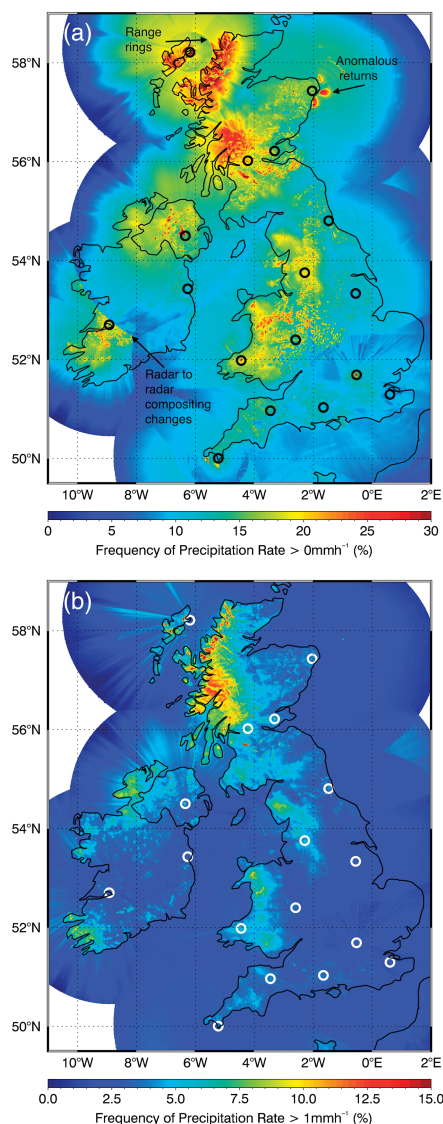 (a)
Range
rings
Anomalous
returns
58°N
56°N
54°N
52°N
50°N
Radar to
radar
compositing
changes
10°W 8°W 6°W 4°W 2°W 0°E 2°E
0 5 10 15 20 25 30
Frequency of Precipitation Rate > 0mmh⁻¹ (%)
(b)
58°N
56°N
54°N
52°N
50°N
10°W 8°W 6°W 4°W 2°W 0°E 2°E
0.0 2.5 5.0 7.5 10.0 12.5 15.0
Frequency of Precipitation Rate > 1mmh⁻¹ (%)